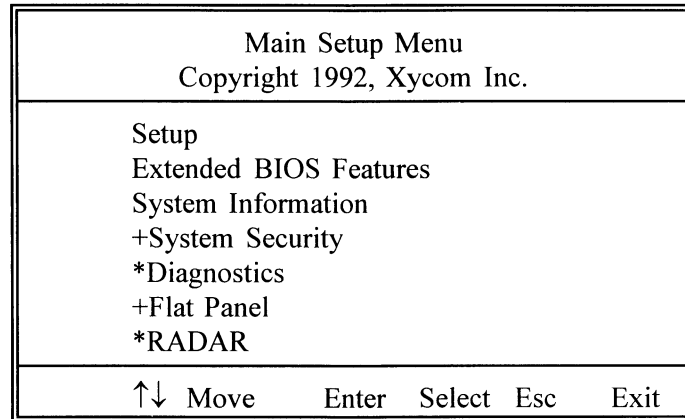 Main Setup Menu
Copyright 1992, Xycom Inc.
Setup
Extended BIOS Features
System Information
+System Security
*Diagnostics
+Flat Panel
*RADAR
↑↓ Move Enter Select Esc Exit